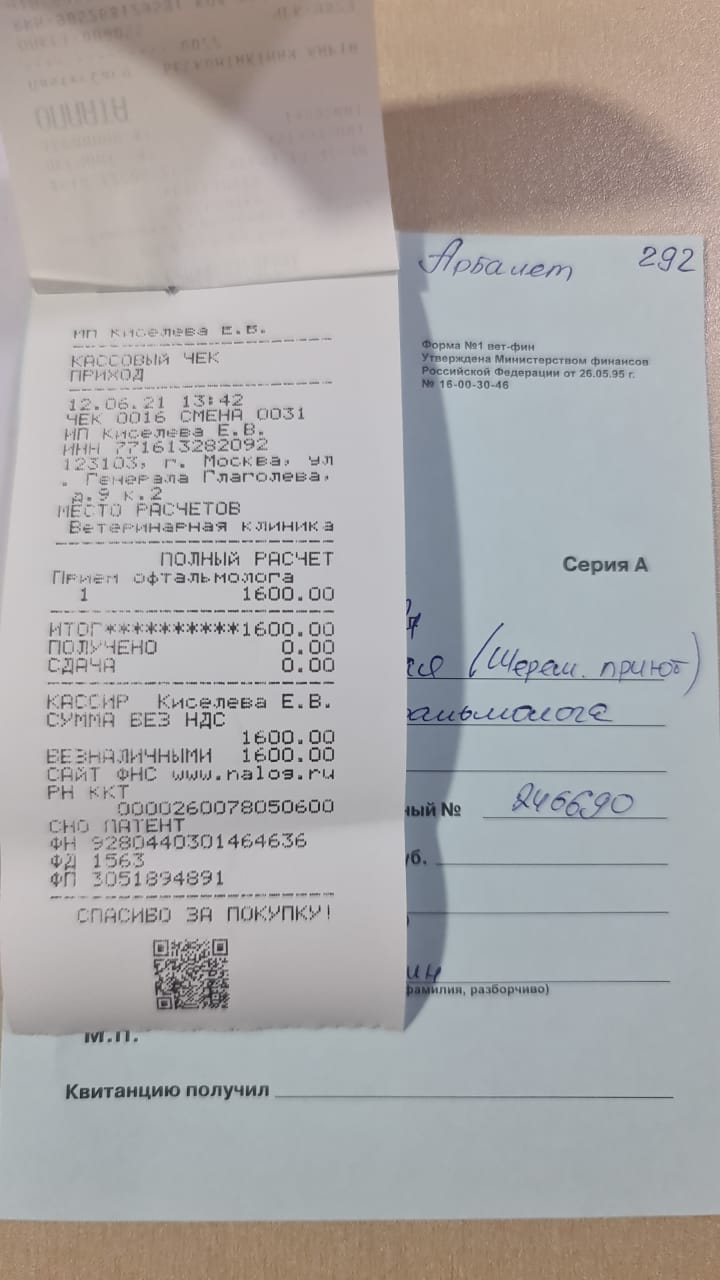 ИП Киселева Е.В.
КАССОВЫЙ ЧЕК
ПРИХОД
12.06.21 13:42
ЧЕК 0016 СМЕНА 0031
ИП Киселева Е.В.
ИНН 771613282092
123103, г. Москва, ул
. Генерала Глаголева,
д.9 к.2
МЕСТО РАСЧЕТОВ
Ветеринарная клиника
ПОЛНЫЙ РАСЧЕТ
Прием офтальмолога
1 1600.00
ИТОГ**********1600.00
ПОЛУЧЕНО 0.00
СДАЧА 0.00
КАССИР Киселева Е.В.
СУММА БЕЗ НДС
1600.00
БЕЗНАЛИЧНЫМИ 1600.00
САЙТ ФНС www.nalog.ru
РН ККТ
0000260078050600
СНО ПАТЕНТ
ФН 9280440301464636
ФД 1563
ФП 3051894891
СПАСИБО ЗА ПОКУПКУ!
Арбалет 292
Форма №1 вет-фин
Утверждена Министерством финансов
Российской Федерации от 26.05.95 г.
№ 16-00-30-46
Серия А
(Шерем. приют)
альмолога
ный № 246690
уб.
фамилия, разборчиво)
М.П.
Квитанцию получил